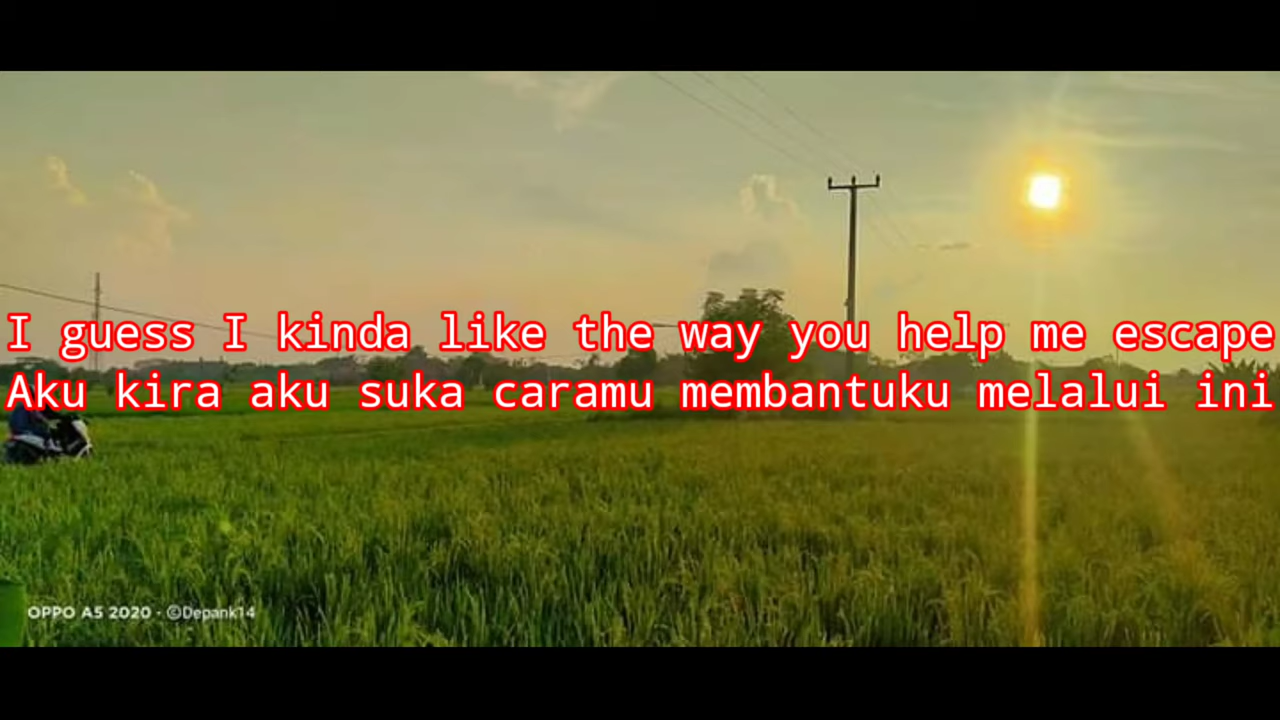 I guess I kinda like the way you help me escape
Aku kira aku suka caramu membantuku melalui ini
OPPO A5 2020 - ©Depank14